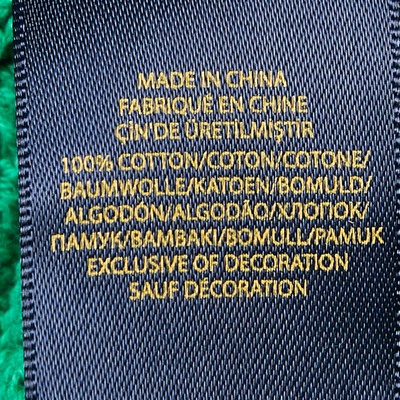 MADE IN CHINA
FABRIQUÉ EN CHINE
ÇİN'DE ÜRETİLMİŞTİR
100% COTTON/COTON/COTONE/
BAUMWOLLE/KATOEN/BOMULD/
ALGODÓN/ALGODÃO/ХЛОПОК/
ПАМУК/BAMBAKI/BOMULL/PAMUK
EXCLUSIVE OF DECORATION
SAUF DÉCORATION